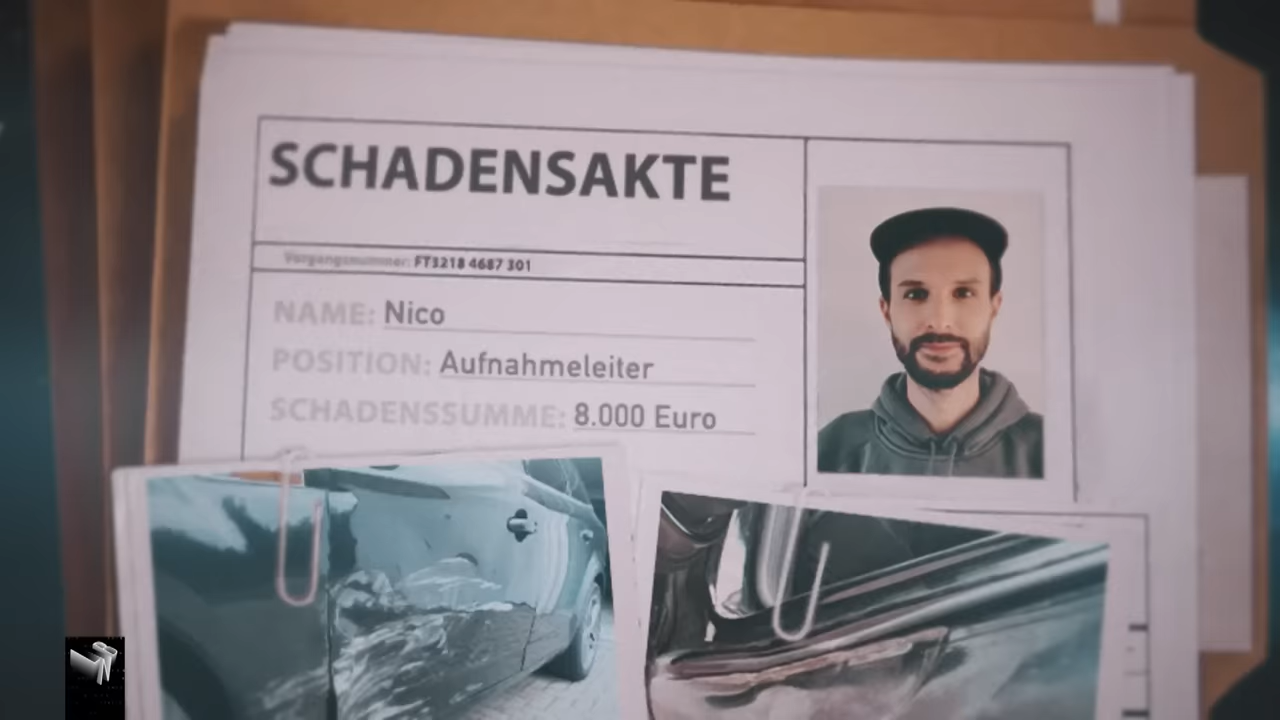 SCHADENSAKTE
Vorgangsnummer: FT3218 4687 301
NAME: Nico
POSITION: Aufnahmeleiter
SCHADENSSUMME: 8.000 Euro